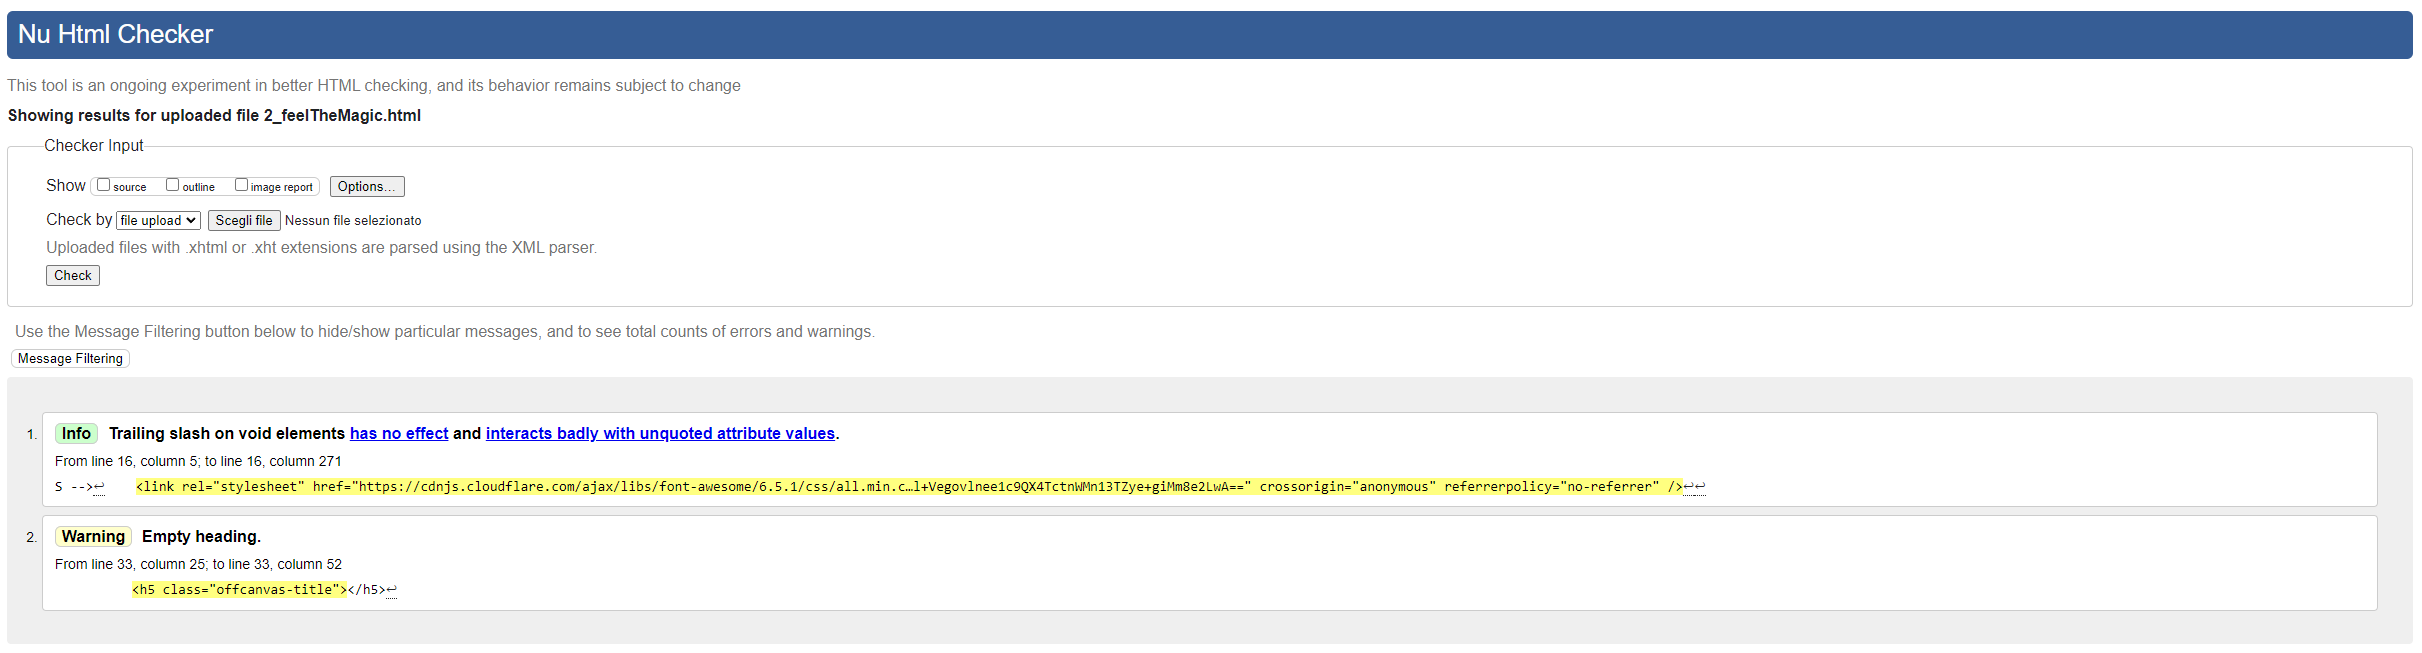 Nu Html Checker
This tool is an ongoing experiment in better HTML checking, and its behavior remains subject to change
Showing results for uploaded file 2_feelTheMagic.html
Checker Input
Show source outline image report Options...
Check by file upload Scegli file Nessun file selezionato
Uploaded files with .xhtml or .xht extensions are parsed using the XML parser.
Check
Use the Message Filtering button below to hide/show particular messages, and to see total counts of errors and warnings.
Message Filtering
1. Info Trailing slash on void elements has no effect and interacts badly with unquoted attribute values.
From line 16, column 5; to line 16, column 271
S -->↩ <link rel="stylesheet" href="https://cdnjs.cloudflare.com/ajax/libs/font-awesome/6.5.1/css/all.min.c…l+Vegovlnee1c9QX4TctnWMn13TZye+giMm8e2LwA==" crossorigin="anonymous" referrerpolicy="no-referrer" />↩↩
2. Warning Empty heading.
From line 33, column 25; to line 33, column 52
<h5 class="offcanvas-title"></h5>↩